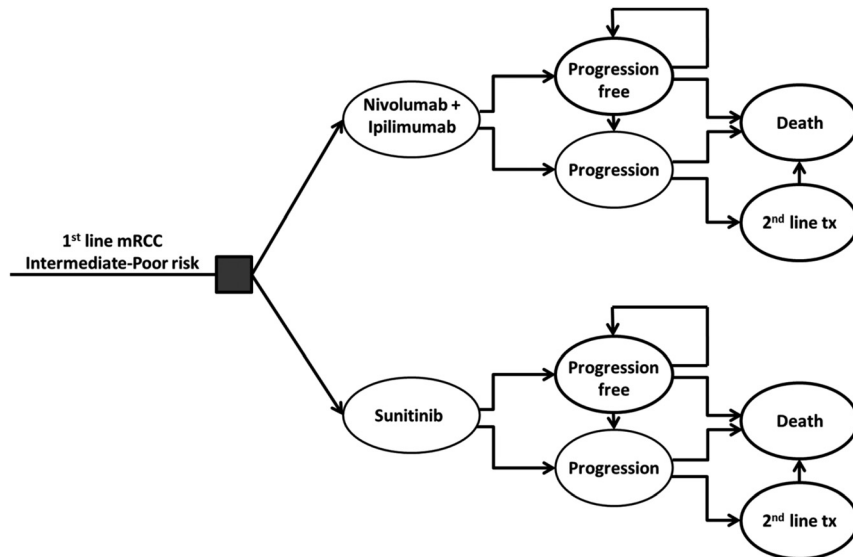 1st line mRCC
Intermediate-Poor risk
Nivolumab +
Ipilimumab
Progression
free
Progression
Death
2nd line tx
Sunitinib
Progression
free
Progression
Death
2nd line tx